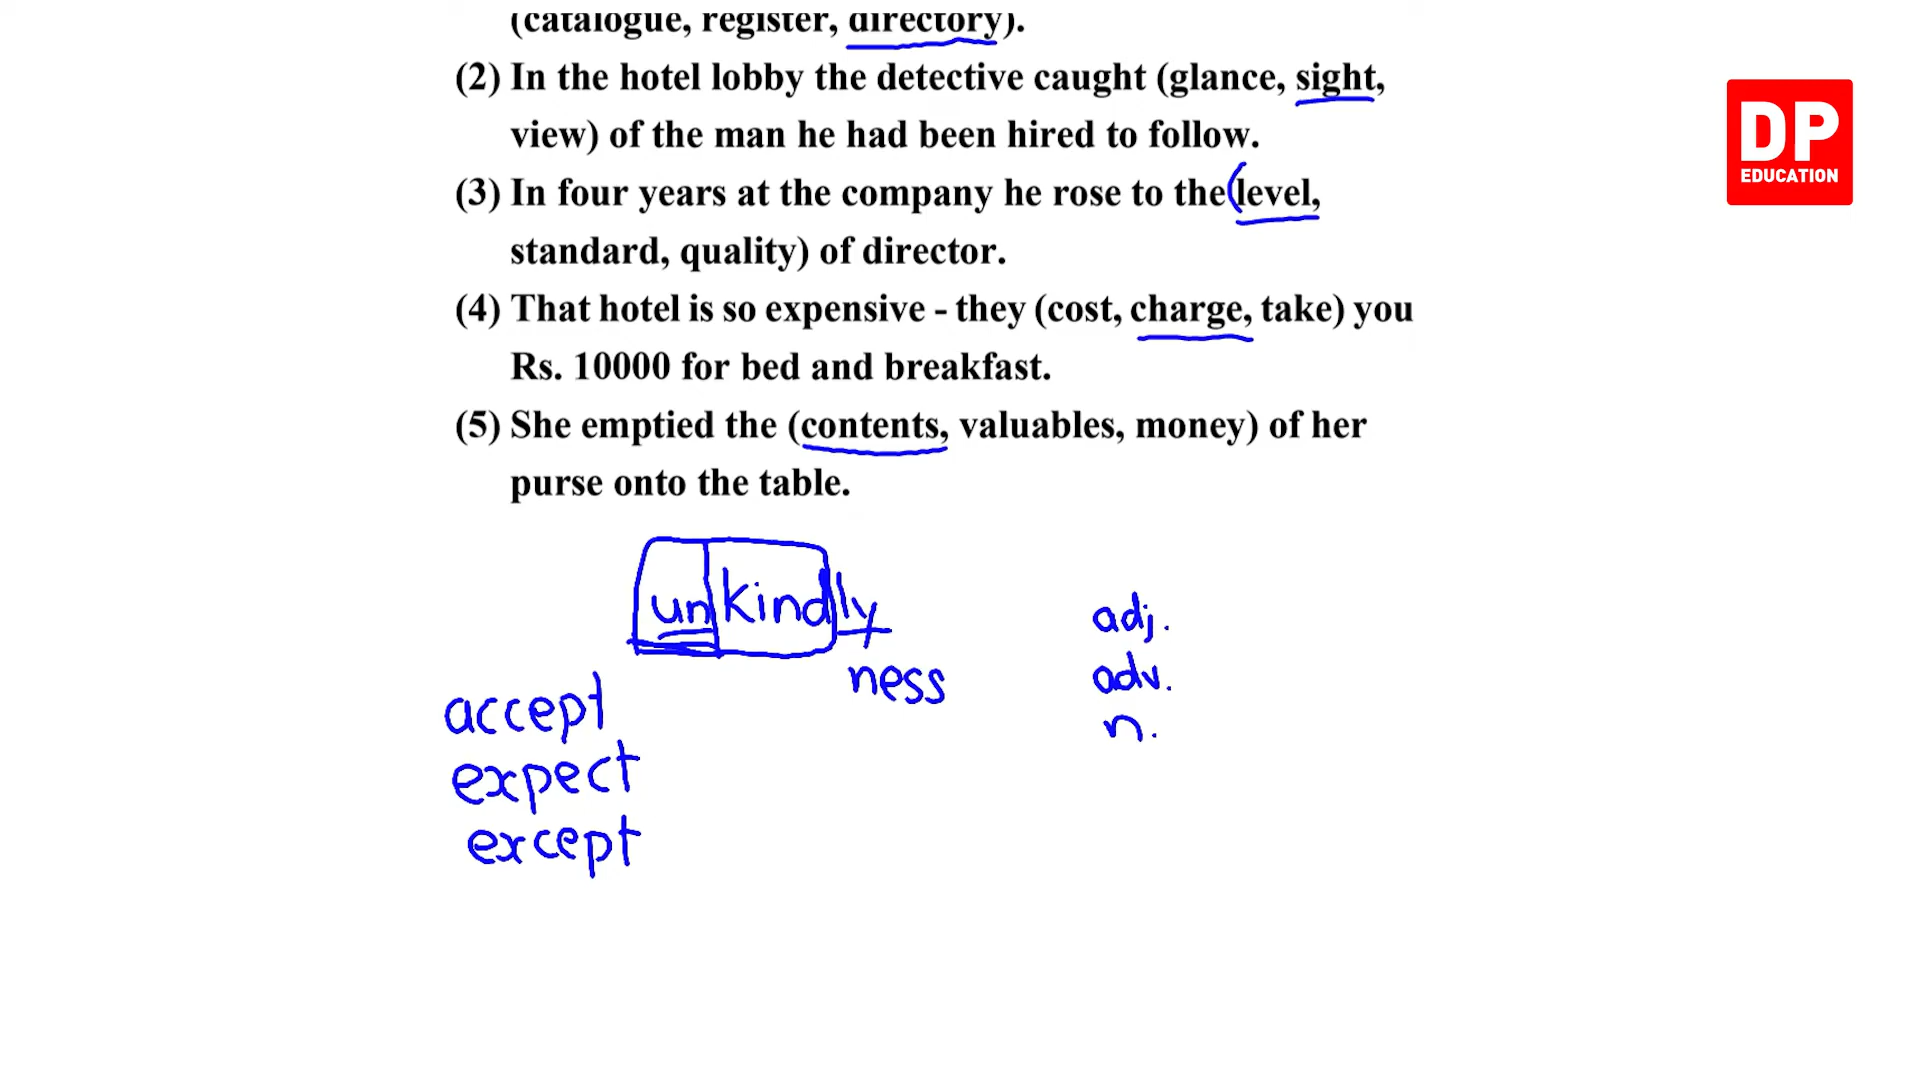 (catalogue, register, directory).
(2) In the hotel lobby the detective caught (glance, sight,
view) of the man he had been hired to follow.
(3) In four years at the company he rose to the (level,
standard, quality) of director.
(4) That hotel is so expensive - they (cost, charge, take) you
Rs. 10000 for bed and breakfast.
(5) She emptied the (contents, valuables, money) of her
purse onto the table.
unkindly
ness
accept
expect
except
adj.
adv.
n.
DP
EDUCATION